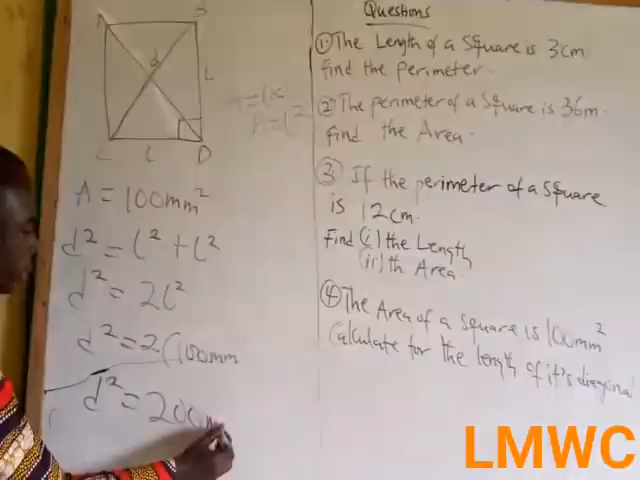 d
L
C L D
A = 100mm²
d² = L² + L²
d² = 2L²
d² = 2(100mm
d² = 200
A = L²
Questions
① The Length of a Square is 3cm
find the perimeter.
② The perimeter of a Square is 36m.
find the Area.
③ If the perimeter of a Square
is 12cm.
Find (i) the Length
(ii) th Area
④ The Area of a square is 100mm²
Calculate for the length of it's diagonal
LMWC